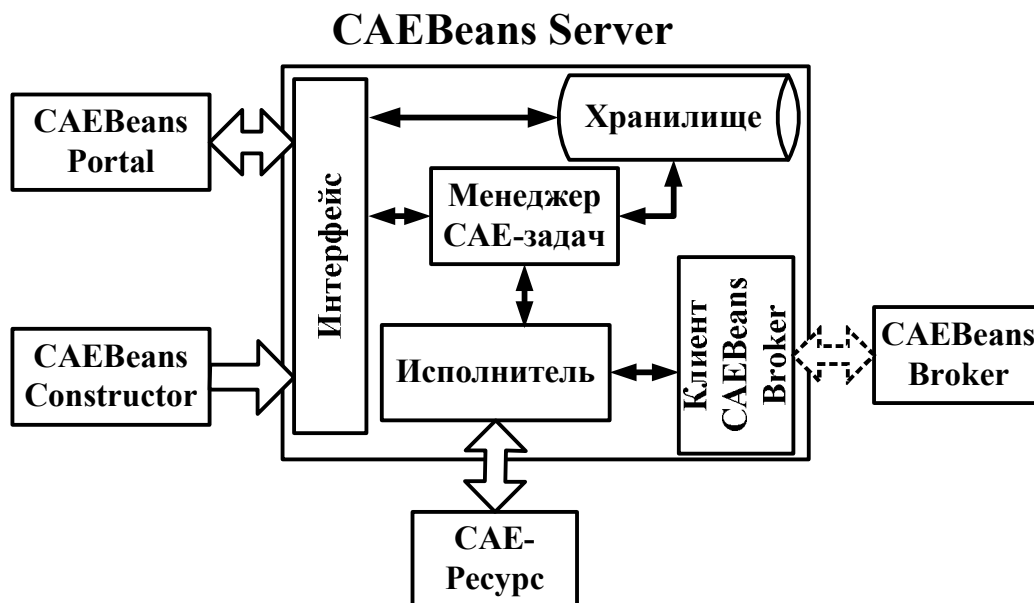 CAEBeans Server
CAEBeans
Portal
Хранилище
Менеджер
CAE-задач
Интерфейс
CAEBeans
Constructor
Исполнитель
Клиент
CAEBeans
Broker
CAEBeans
Broker
CAE-
Ресурс